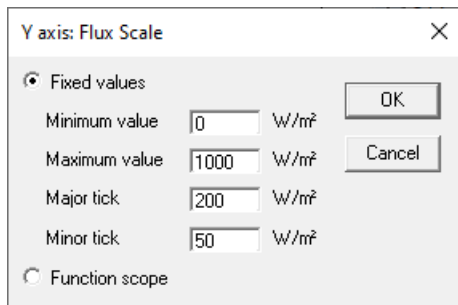 Y axis: Flux Scale
Fixed values
OK
Minimum value 0 W/m²
Maximum value 1000 W/m²
Cancel
Major tick 200 W/m²
Minor tick 50 W/m²
Function scope